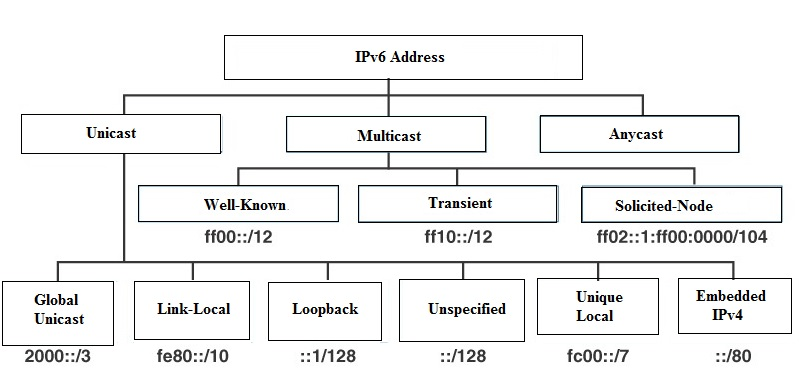 IPv6 Address
Unicast
Multicast
Anycast
Well-Known
Transient
Solicited-Node
ff00::/12
ff10::/12
ff02::1:ff00:0000/104
Global
Unicast
Link-Local
Loopback
Unspecified
Unique
Local
Embedded
IPv4
2000::/3
fe80::/10
::1/128
::/128
fc00::/7
::/80